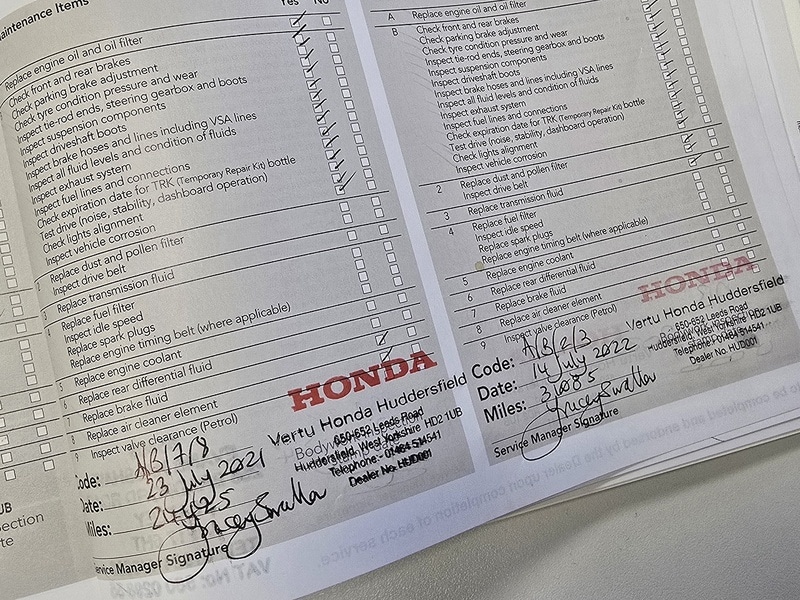 Maintenance Items
Yes No
Replace engine oil and oil filter
Check front and rear brakes
Check parking brake adjustment
Check tyre condition pressure and wear
Inspect tie-rod ends, steering gearbox and boots
Inspect suspension components
Inspect driveshaft boots
Inspect brake hoses and lines including VSA lines
Inspect all fluid levels and condition of fluids
Inspect exhaust system
Inspect fuel lines and connections
Check expiration date for TRK (Temporary Repair Kit) bottle
Test drive (noise, stability, dashboard operation)
Check lights alignment
Inspect vehicle corrosion
Replace dust and pollen filter
Inspect drive belt
Replace transmission fluid
Replace fuel filter
Inspect idle speed
Replace spark plugs
Replace engine timing belt (where applicable)
5 Replace engine coolant
6 Replace rear differential fluid
7 Replace brake fluid
8 Replace air cleaner element
9 Inspect valve clearance (Petrol)
HONDA
Vertu Honda Huddersfield
650-652 Leeds Road
Huddersfield, West Yorkshire HD2 1UB
Telephone - 01484 514541
Dealer No. HUD001
Code: A/B/7/8
Date: 23 July 2021
Miles:
Service Manager Signature
A Replace engine oil and oil filter
B Check front and rear brakes
Check parking brake adjustment
Check tyre condition pressure and wear
Inspect tie-rod ends, steering gearbox and boots
Inspect suspension components
Inspect driveshaft boots
Inspect brake hoses and lines including VSA lines
Inspect all fluid levels and condition of fluids
Inspect exhaust system
Inspect fuel lines and connections
Check expiration date for TRK (Temporary Repair Kit) bottle
Test drive (noise, stability, dashboard operation)
Check lights alignment
Inspect vehicle corrosion
2 Replace dust and pollen filter
Inspect drive belt
3 Replace transmission fluid
4 Replace fuel filter
Inspect idle speed
Replace spark plugs
Replace engine timing belt (where applicable)
5 Replace engine coolant
6 Replace rear differential fluid
7 Replace brake fluid
8 Replace air cleaner element
9 Inspect valve clearance (Petrol)
HONDA
Vertu Honda Huddersfield
650-652 Leeds Road
Huddersfield, West Yorkshire HD2 1UB
Telephone - 01484 514541
Dealer No. HUD001
Code: A/B/2/3
Date: 14 July 2022
Miles: 31085
Service Manager Signature